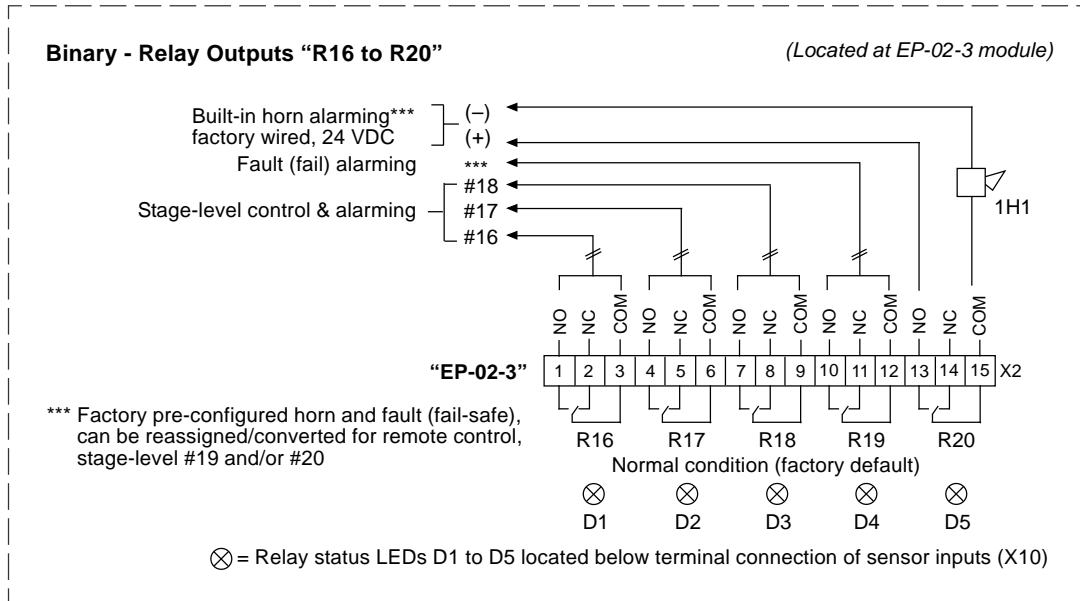 Binary - Relay Outputs “R16 to R20”
(Located at EP-02-3 module)
Built-in horn alarming***
factory wired, 24 VDC
(–)
(+)
Fault (fail) alarming
***
Stage-level control & alarming
#18
#17
#16
1H1
NO NC COM NO NC COM NO NC COM NO NC COM NO NC COM
“EP-02-3” 1 2 3 4 5 6 7 8 9 10 11 12 13 14 15 X2
*** Factory pre-configured horn and fault (fail-safe),
can be reassigned/converted for remote control,
stage-level #19 and/or #20
R16 R17 R18 R19 R20
Normal condition (factory default)
D1 D2 D3 D4 D5
= Relay status LEDs D1 to D5 located below terminal connection of sensor inputs (X10)